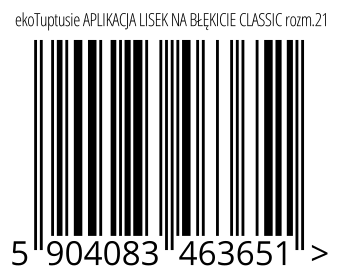 ekoTuptusie APLIKACJA LISEK NA BŁĘKICIE CLASSIC rozm.21
5 904083 463651 >